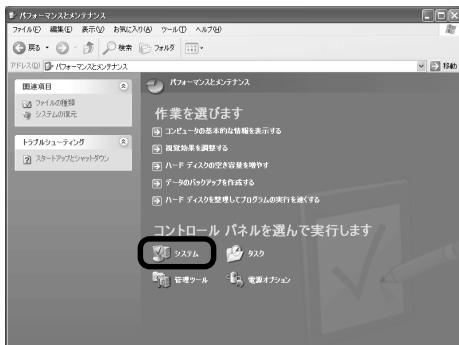 パフォーマンスとメンテナンス
ファイル(F) 編集(E) 表示(V) お気に入り(A) ツール(T) ヘルプ(H)
戻る 検索 フォルダ
アドレス(D) パフォーマンスとメンテナンス 移動
関連項目
ファイルの種類
システムの復元
トラブルシューティング
スタートアップとシャットダウン
パフォーマンスとメンテナンス
作業を選びます
コンピュータの基本的な情報を表示する
視覚効果を調整する
ハード ディスクの空き容量を増やす
データのバックアップを作成する
ハード ディスクを整理してプログラムの実行を速くする
コントロール パネルを選んで実行します
システム タスク
管理ツール 電源オプション